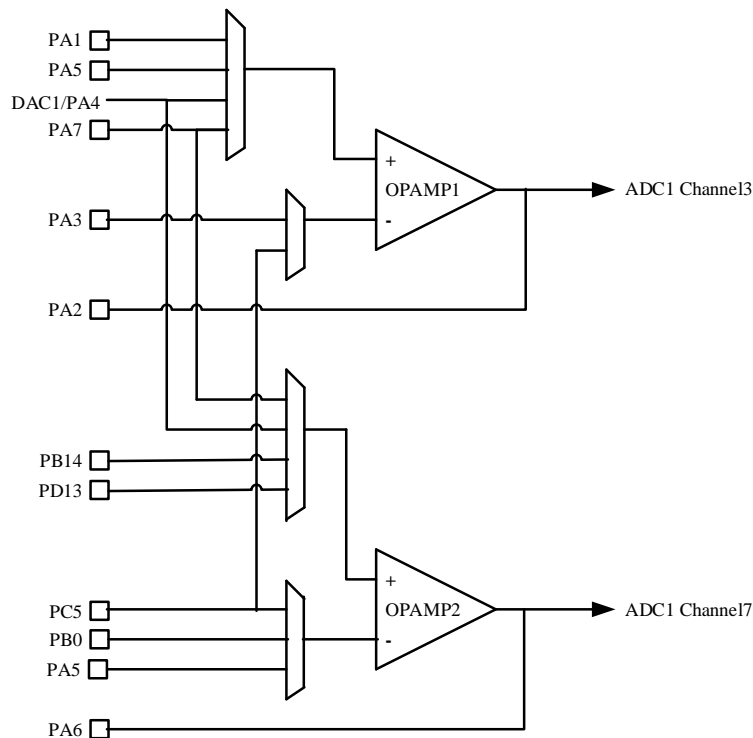 PA1
PA5
DAC1/PA4
PA7
+
OPAMP1
ADC1 Channel3
PA3
-
PA2
PB14
PD13
+
PC5
OPAMP2
ADC1 Channel7
PB0
-
PA5
PA6